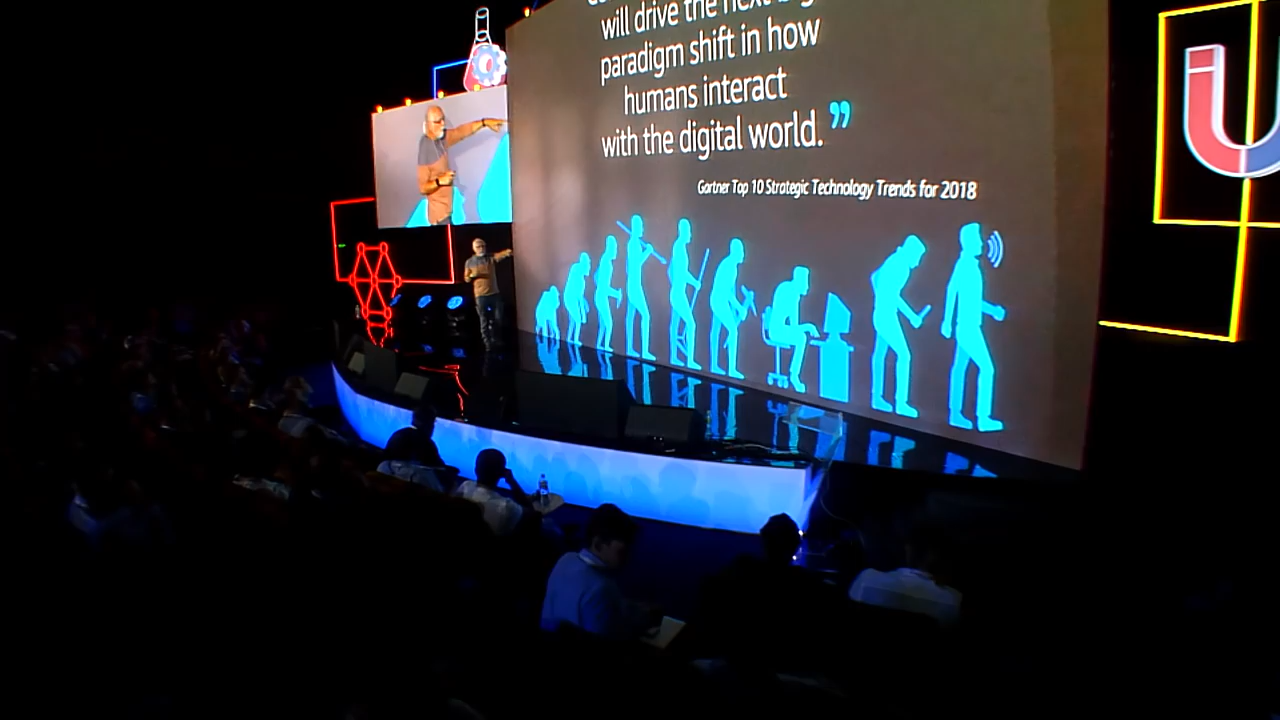 will drive the next big
paradigm shift in how
humans interact
with the digital world.”
Gartner Top 10 Strategic Technology Trends for 2018